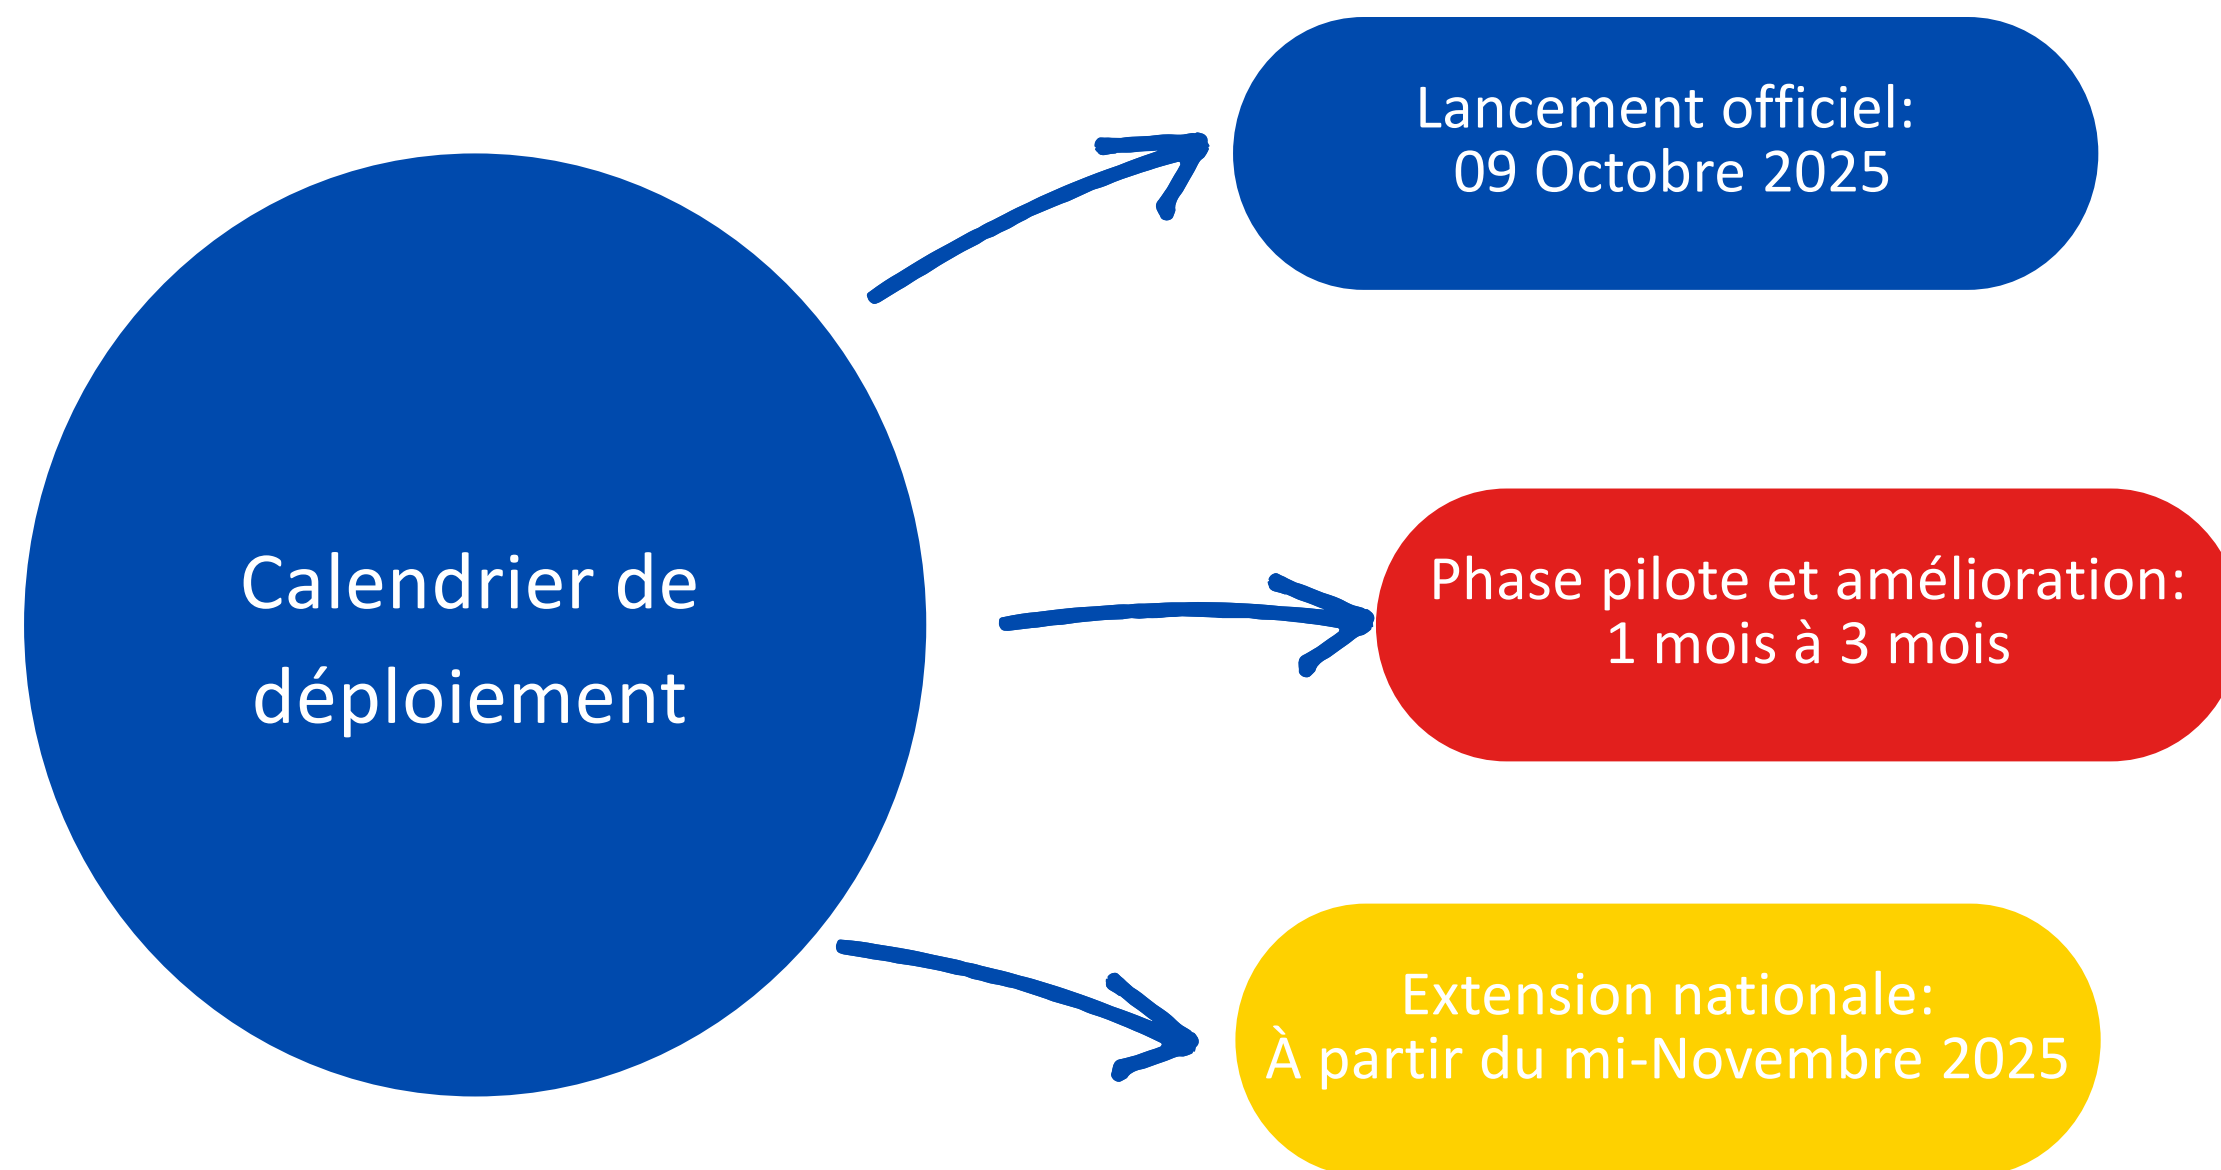 Calendrier de
déploiement
Lancement officiel:
09 Octobre 2025
Phase pilote et amélioration:
1 mois à 3 mois
Extension nationale:
À partir du mi-Novembre 2025